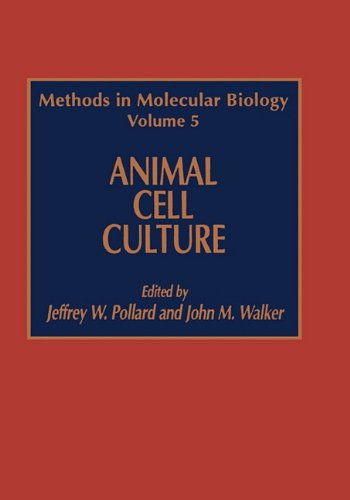 Methods in Molecular Biology
Volume 5
ANIMAL
CELL
CULTURE
Edited by
Jeffrey W. Pollard and John M. Walker